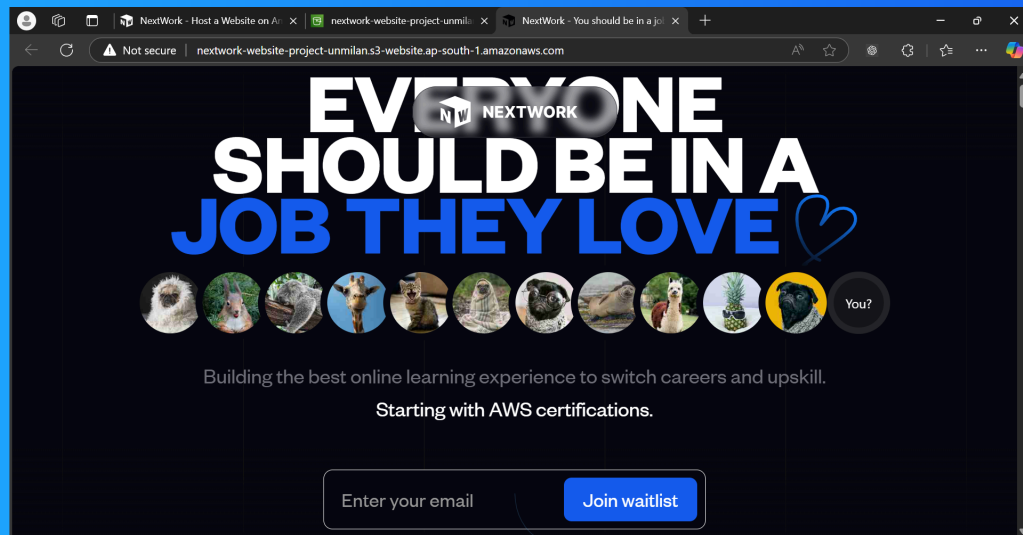 NextWork - Host a Website on An
nextwork-website-project-unmila
NextWork - You should be in a jo
Not secure
nextwork-website-project-unmilan.s3-website.ap-south-1.amazonaws.com
NEXTWORK
EVERYONE
SHOULD BE IN A
JOB THEY LOVE
You?
Building the best online learning experience to switch careers and upskill.
Starting with AWS certifications.
Enter your email
Join waitlist